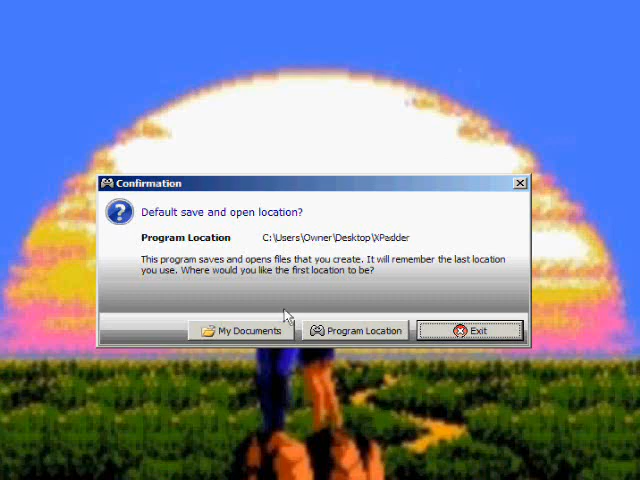 Confirmation
Default save and open location?
Program Location C:\Users\Owner\Desktop\XPadder
This program saves and opens files that you create. It will remember the last location
you use. Where would you like the first location to be?
My Documents Program Location Exit